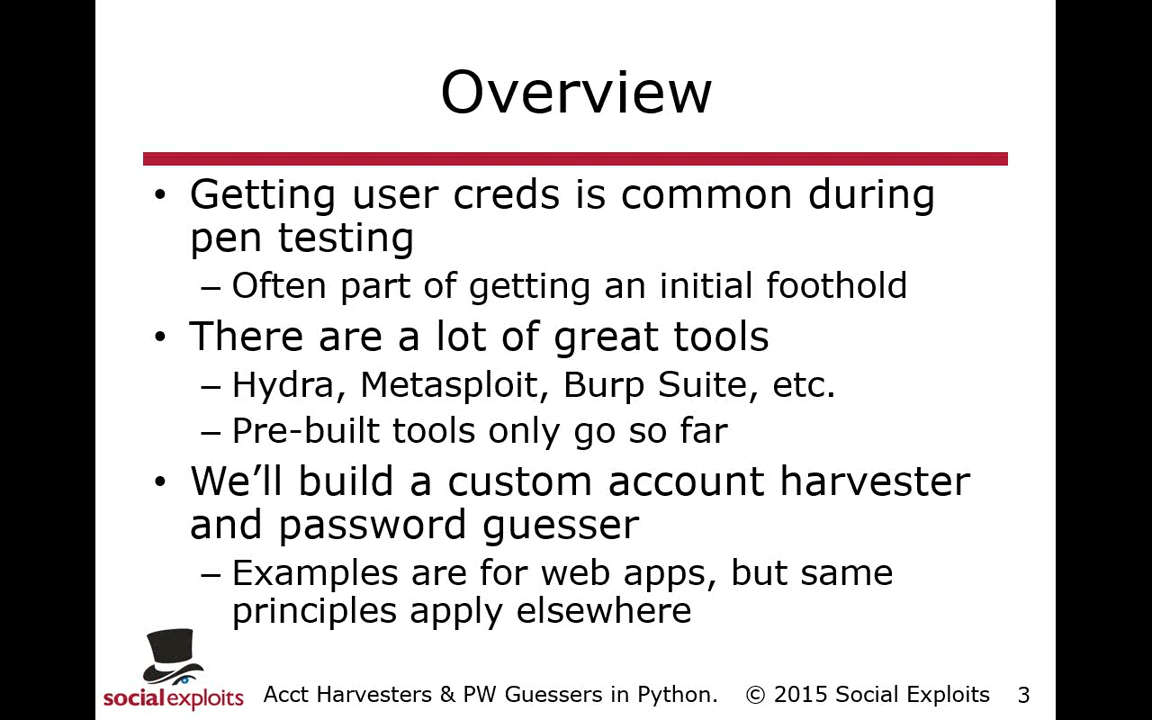 Overview
• Getting user creds is common during
pen testing
– Often part of getting an initial foothold
• There are a lot of great tools
– Hydra, Metasploit, Burp Suite, etc.
– Pre-built tools only go so far
• We’ll build a custom account harvester
and password guesser
– Examples are for web apps, but same
principles apply elsewhere
socialexploits
Acct Harvesters & PW Guessers in Python. © 2015 Social Exploits 3